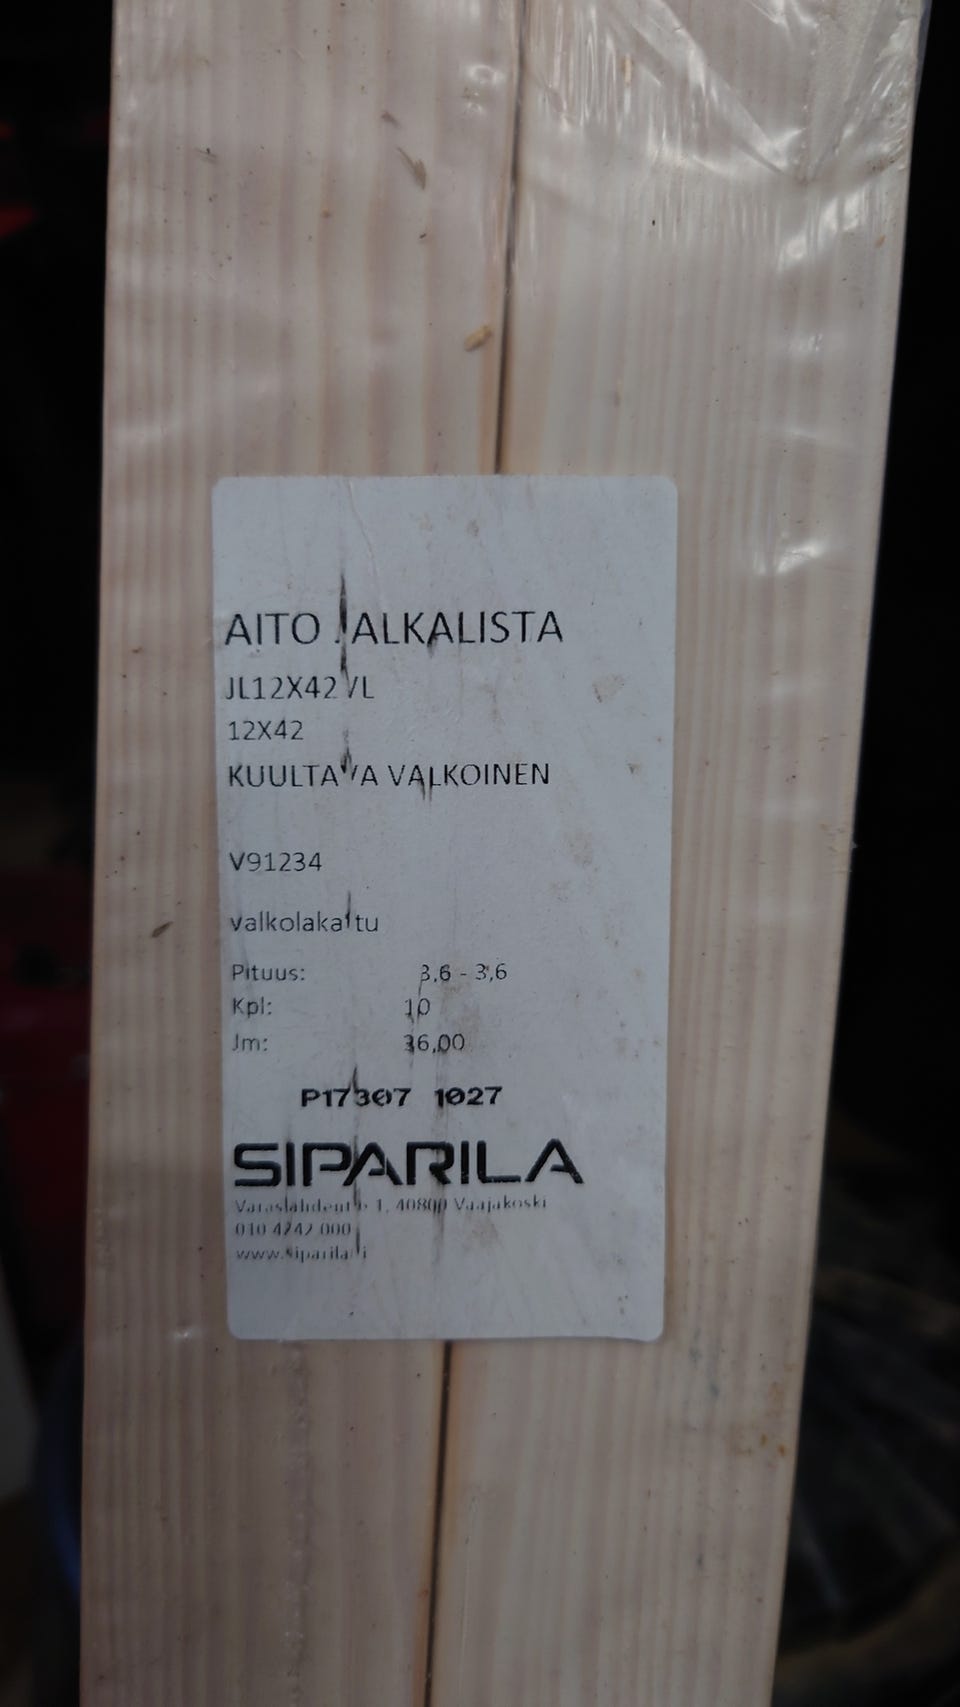 AITO JALKALISTA
JL12X42 VL
12X42
KUULTAVA VALKOINEN
V91234
valkolakattu
Pituus: 3,6 - 3,6
Kpl: 10
Jm: 36,00
P17307 1027
SIPARILA
Varaslahdentie 1, 40800 Vaajakoski
010 4242 000
www.siparila.fi